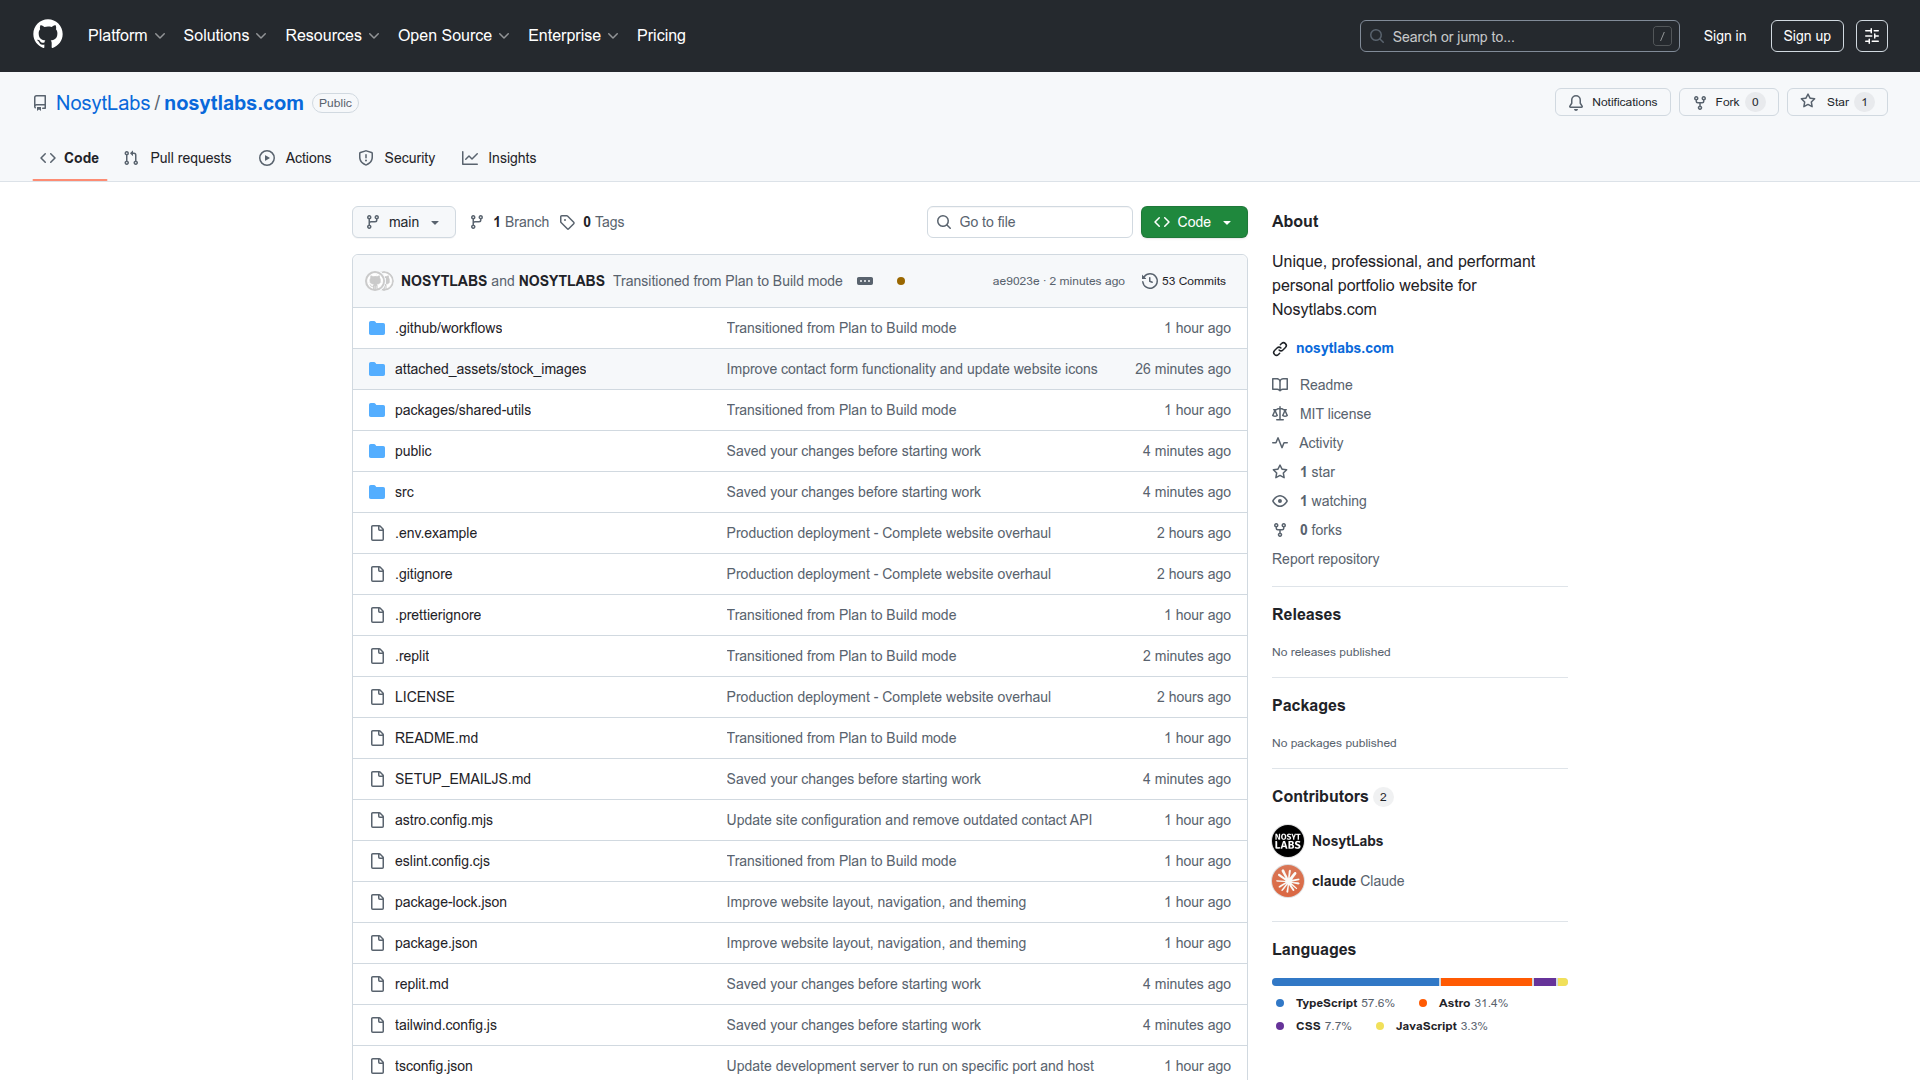 Platform Solutions Resources Open Source Enterprise Pricing Search or jump to... / Sign in Sign up
NosytLabs / nosytlabs.com Public Notifications Fork 0 Star 1
Code Pull requests Actions Security Insights
main 1 Branch 0 Tags Go to file Code
NOSYTLABS and NOSYTLABS Transitioned from Plan to Build mode ae9023e · 2 minutes ago 53 Commits
.github/workflows Transitioned from Plan to Build mode 1 hour ago
attached_assets/stock_images Improve contact form functionality and update website icons 26 minutes ago
packages/shared-utils Transitioned from Plan to Build mode 1 hour ago
public Saved your changes before starting work 4 minutes ago
src Saved your changes before starting work 4 minutes ago
.env.example Production deployment - Complete website overhaul 2 hours ago
.gitignore Production deployment - Complete website overhaul 2 hours ago
.prettierignore Transitioned from Plan to Build mode 1 hour ago
.replit Transitioned from Plan to Build mode 2 minutes ago
LICENSE Production deployment - Complete website overhaul 2 hours ago
README.md Transitioned from Plan to Build mode 1 hour ago
SETUP_EMAILJS.md Saved your changes before starting work 4 minutes ago
astro.config.mjs Update site configuration and remove outdated contact API 1 hour ago
eslint.config.cjs Transitioned from Plan to Build mode 1 hour ago
package-lock.json Improve website layout, navigation, and theming 1 hour ago
package.json Improve website layout, navigation, and theming 1 hour ago
replit.md Saved your changes before starting work 4 minutes ago
tailwind.config.js Saved your changes before starting work 4 minutes ago
tsconfig.json Update development server to run on specific port and host 1 hour ago
About
Unique, professional, and performant
personal portfolio website for
Nosytlabs.com
nosytlabs.com
Readme
MIT license
Activity
1 star
1 watching
0 forks
Report repository
Releases
No releases published
Packages
No packages published
Contributors 2
NOSYT
LABS
NosytLabs
claude Claude
Languages
TypeScript 57.6% Astro 31.4%
CSS 7.7% JavaScript 3.3%